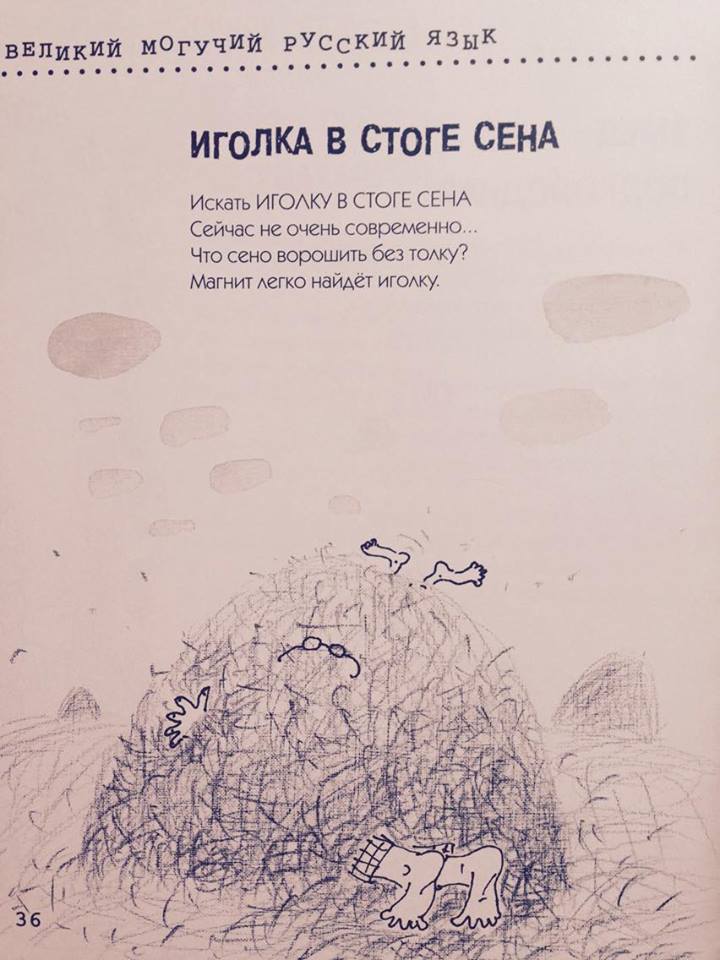 ВЕЛИКИЙ МОГУЧИЙ РУССКИЙ ЯЗЫК
ИГОЛКА В СТОГЕ СЕНА
Искать ИГОЛКУ В СТОГЕ СЕНА
Сейчас не очень современно...
Что сено ворошить без толку?
Магнит легко найдёт иголку.
36